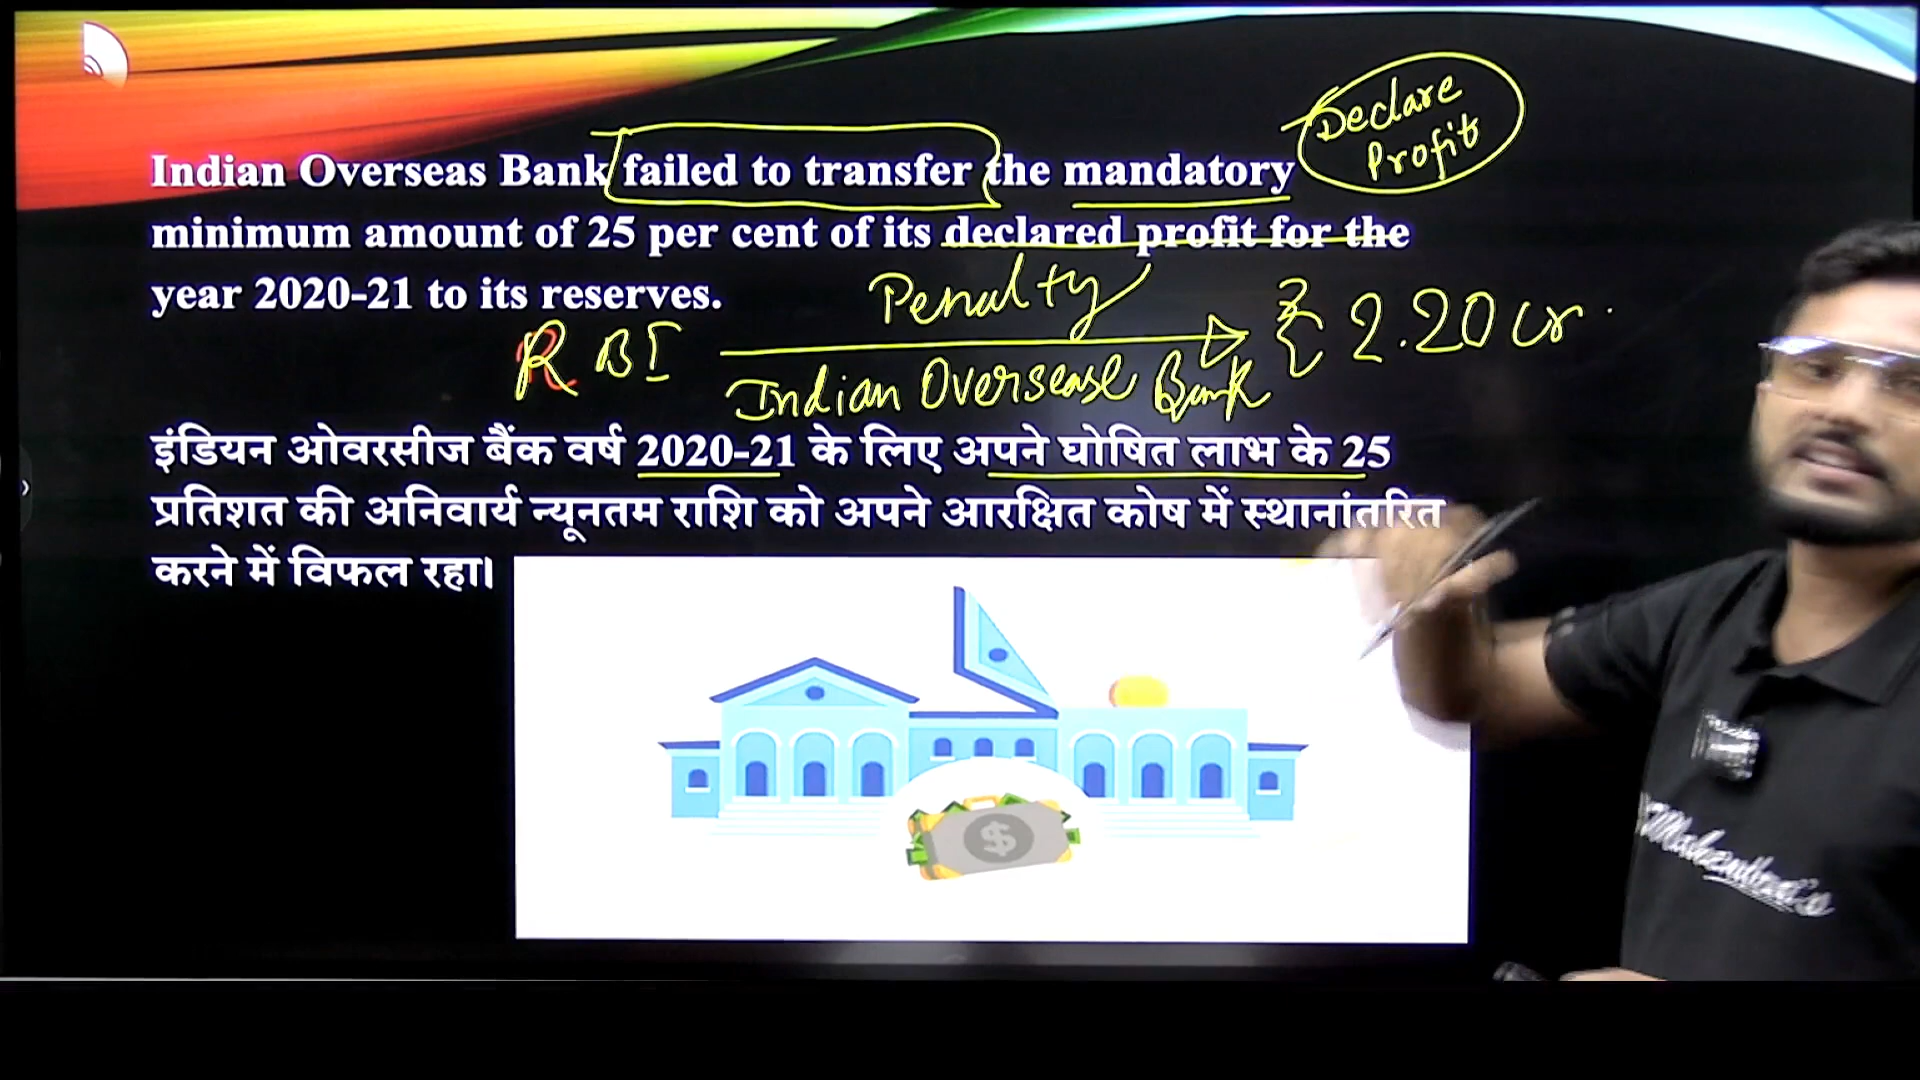 Declare
Profit
Indian Overseas Bank failed to transfer the mandatory
minimum amount of 25 per cent of its declared profit for the
year 2020-21 to its reserves.
Penalty
RBI
₹ 2.20 cr
Indian Oversease Bank
इंडियन ओवरसीज बैंक वर्ष 2020-21 के लिए अपने घोषित लाभ के 25
प्रतिशत की अनिवार्य न्यूनतम राशि को अपने आरक्षित कोष में स्थानांतरित
करने में विफल रहा।
$
Mahendra's